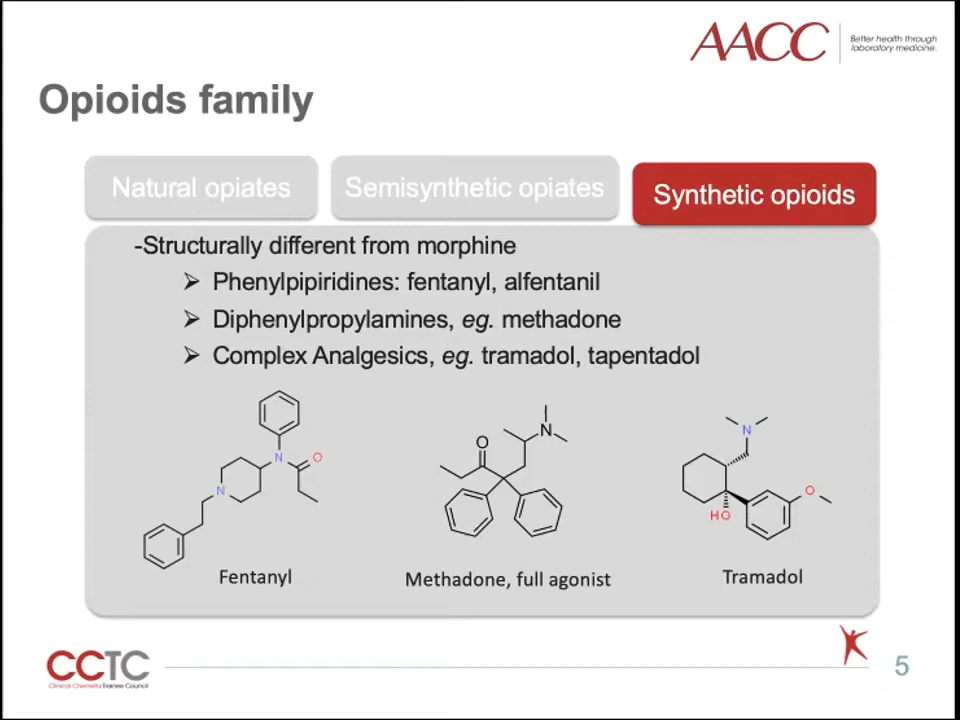 AACC
Better health through
laboratory medicine.
Opioids family
Natural opiates
Semisynthetic opiates
Synthetic opioids
-Structurally different from morphine
➢ Phenylpipiridines: fentanyl, alfentanil
➢ Diphenylpropylamines, eg. methadone
➢ Complex Analgesics, eg. tramadol, tapentadol
N
O
N
O
N
N
O
HO
Fentanyl
Methadone, full agonist
Tramadol
CCTC
Clinical Chemistry Trainee Council
5